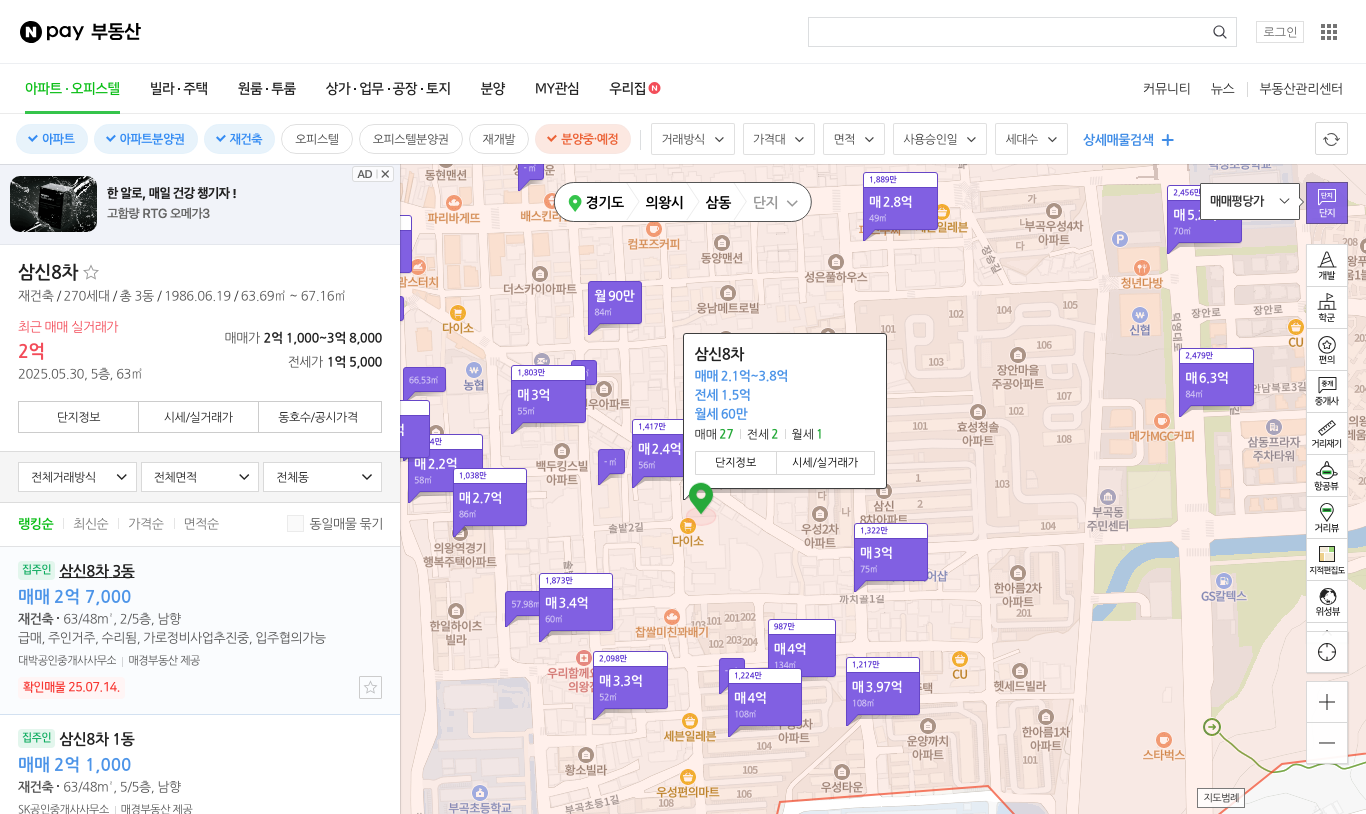 N pay 부동산
로그인
아파트·오피스텔
빌라·주택
원룸·투룸
상가·업무·공장·토지
분양
MY관심
우리집 N
커뮤니티
뉴스
부동산관리센터
아파트
아파트분양권
재건축
오피스텔
오피스텔분양권
재개발
분양중·예정
거래방식
가격대
면적
사용승인일
세대수
상세매물검색
한 알로, 매일 건강 챙기자 !
고함량 RTG 오메가3
AD
삼신8차
재건축 / 270세대 / 총 3동 / 1986.06.19 / 63.69㎡ ~ 67.16㎡
최근 매매 실거래가
2억
2025.05.30, 5층, 63㎡
매매가 2억 1,000~3억 8,000
전세가 1억 5,000
단지정보
시세/실거래가
동호수/공시가격
전체거래방식
전체면적
전체동
랭킹순
최신순
가격순
면적순
동일매물 묶기
집주인 삼신8차 3동
매매 2억 7,000
재건축 · 63/48㎡, 2/5층, 남향
급매, 주인거주, 수리됨, 가로정비사업추진중, 입주협의가능
대박공인중개사사무소
매경부동산 제공
확인매물 25.07.14.
집주인 삼신8차 1동
매매 2억 1,000
재건축 · 63/48㎡, 5/5층, 남향
SK공인중개사사무소
매경부동산 제공
경기도
의왕시
삼동
단지
매매평당가
단지
개발
학군
편의
중개
중개사
거리재기
항공뷰
거리뷰
지적편집도
위성뷰
지도범례
삼신8차
매매 2.1억~3.8억
전세 1.5억
월세 60만
매매 27
전세 2
월세 1
단지정보
시세/실거래가
동현맨션
파리바게뜨
컴포즈커피
동양맨션
1,889만
매2.8억
49㎡
부곡우성4차
아파트
장승길
2,456만
70㎡
청년다방
더스카이아파트
월90만
84㎡
웅남메트로빌
성은풀하우스
다이소
신협
장안로
장안로
덕영대로
CU
농협
66.53㎡
1,803만
매3억
55㎡
장안마을
주공아파트
2,479만
매6.3억
84㎡
효성청솔
아파트
메가MGC커피
삼동프라자
주차타워
매2.2억
58㎡
1,038만
매2.7억
86㎡
백두킹스빌
아파트
1,417만
매2.4억
56㎡
솔밭2길
다이소
우성2차
아파트
부곡동
주민센터
의왕역경기
행복주택아파트
1,322만
매3억
75㎡
까치골1길
한아름2차
아파트
GS칼텍스
57.98㎡
1,873만
매3.4억
60㎡
한일하이츠
빌라
찹쌀미친꽈배기
987만
매4억
134㎡
2,098만
매3.3억
52㎡
1,224만
매4억
108㎡
1,217만
매3.97억
108㎡
CU
헷세드빌라
세븐일레븐
아파트
운양까치
아파트
한아름1차
아파트
스타벅스
황소빌라
우성편의마트
우성타운
부곡초등학교
부곡초등1길